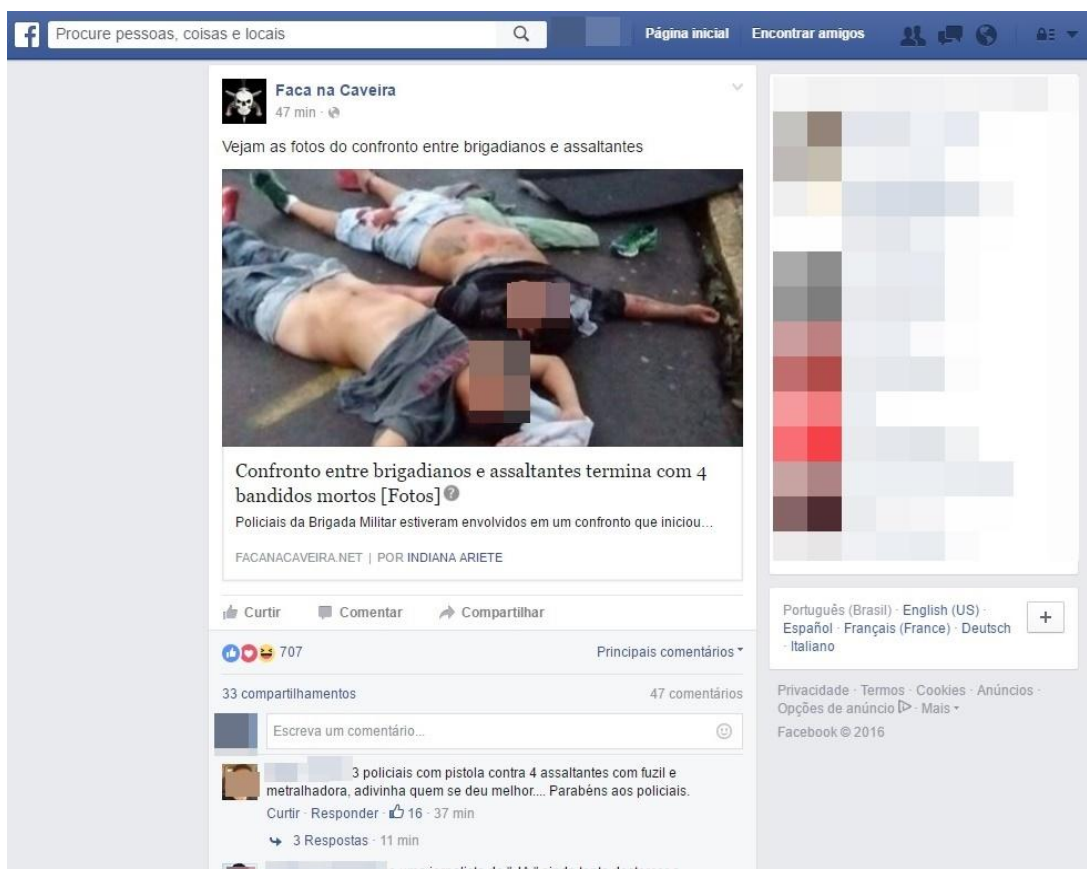 Procure pessoas, coisas e locais
Página inicial
Encontrar amigos
Faca na Caveira
47 min
Vejam as fotos do confronto entre brigadianos e assaltantes
Confronto entre brigadianos e assaltantes termina com 4
bandidos mortos [Fotos]
Policiais da Brigada Militar estiveram envolvidos em um confronto que iniciou...
FACANACAVEIRA.NET | POR INDIANA ARIETE
Curtir Comentar Compartilhar
707
Principais comentários
33 compartilhamentos
47 comentários
Escreva um comentário...
3 policiais com pistola contra 4 assaltantes com fuzil e
metralhadora, adivinha quem se deu melhor.... Parabéns aos policiais.
Curtir · Responder · 16 · 37 min
3 Respostas · 11 min
Português (Brasil) · English (US) ·
Español · Français (France) · Deutsch
· Italiano
Privacidade · Termos · Cookies · Anúncios ·
Opções de anúncio · Mais
Facebook © 2016